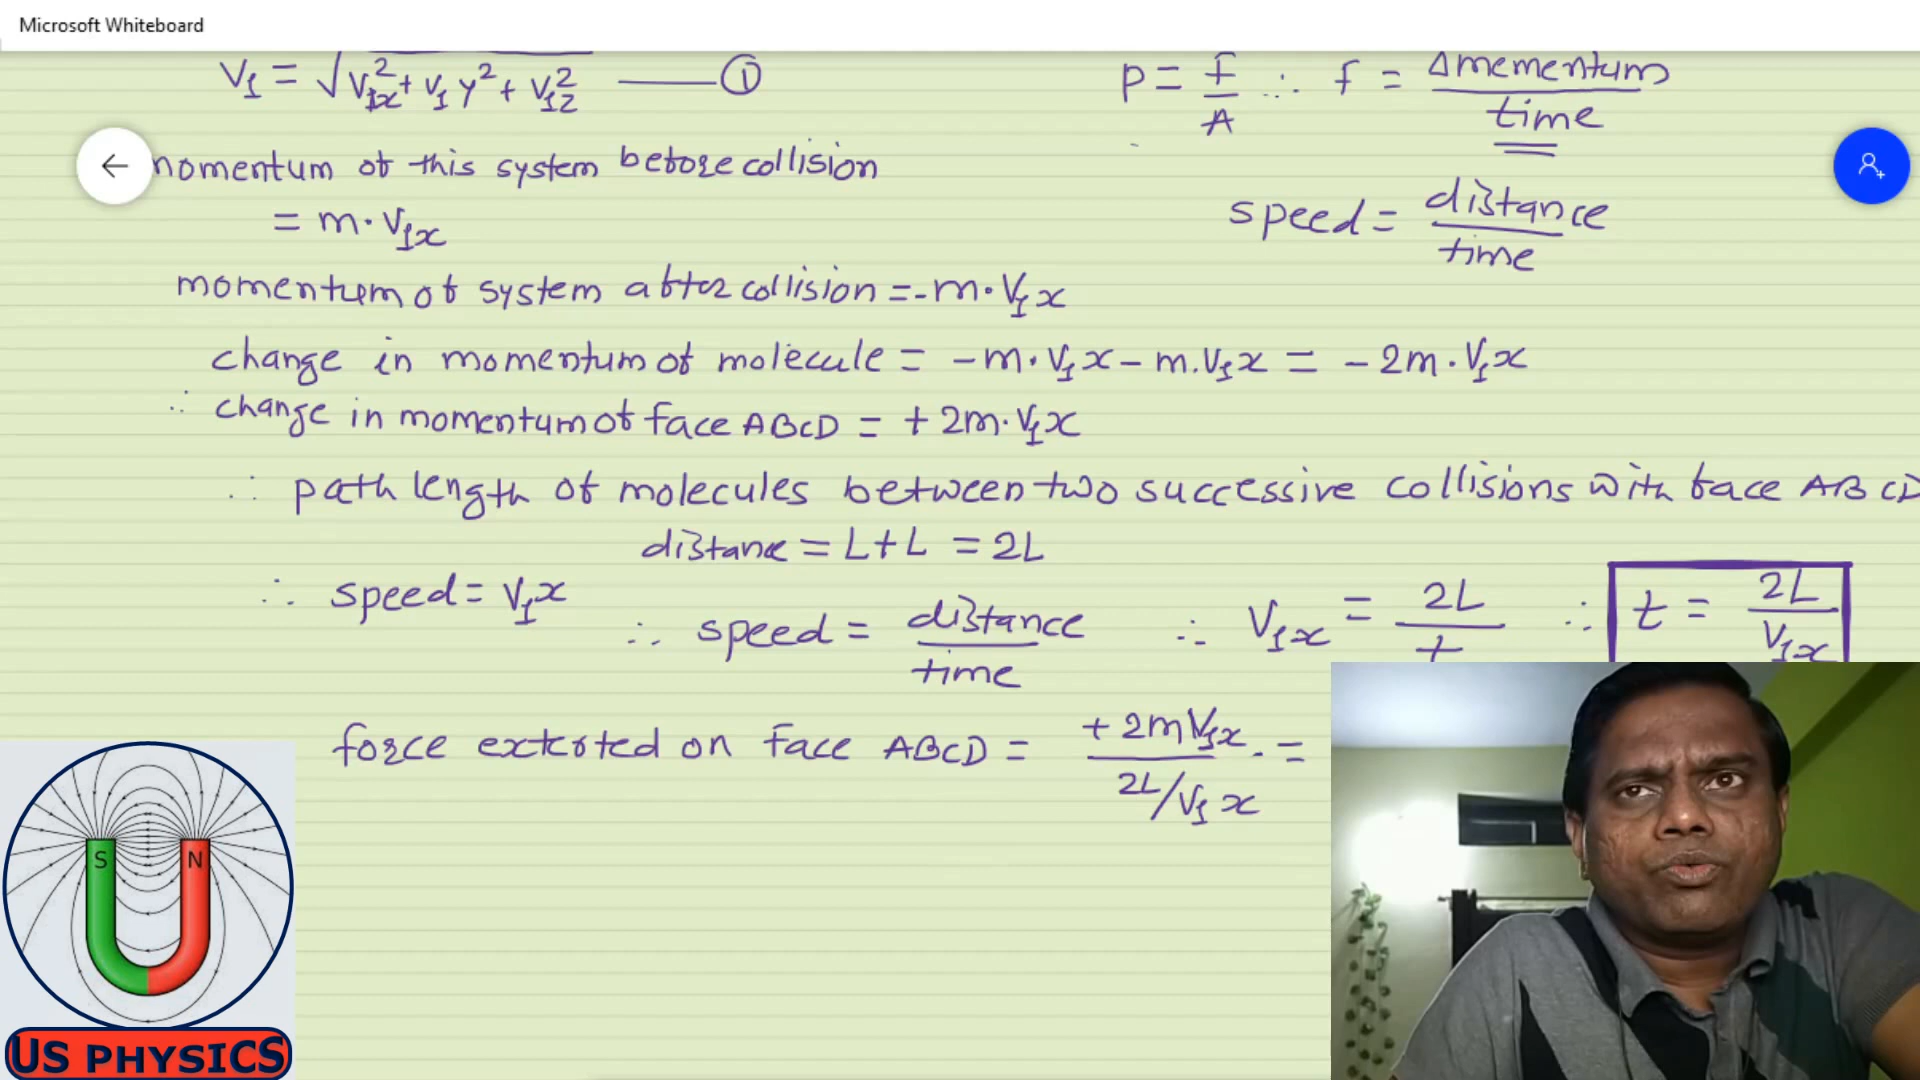 Microsoft Whiteboard
V₁ = √V₁ₓ² + V₁y² + V₁z² —— ①
P = f/A ∴ f = Δmementum/time
momentum of this system before collision
= m · V₁x
speed = distance/time
momentum of system after collision = -m · V₁x
change in momentum of molecule = -m · V₁x - m . V₁x = -2m · V₁x
∴ change in momentum of face ABCD = +2m · V₁x
∴ path length of molecules between two successive collisions with face ABCD
distance = L+L = 2L
∴ speed = V₁x
∴ speed = distance/time ∴ V₁x = 2L/t ∴ t = 2L/V₁x
force exterted on face ABCD = +2mV₁x / 2L/V₁x =
S N
US PHYSICS